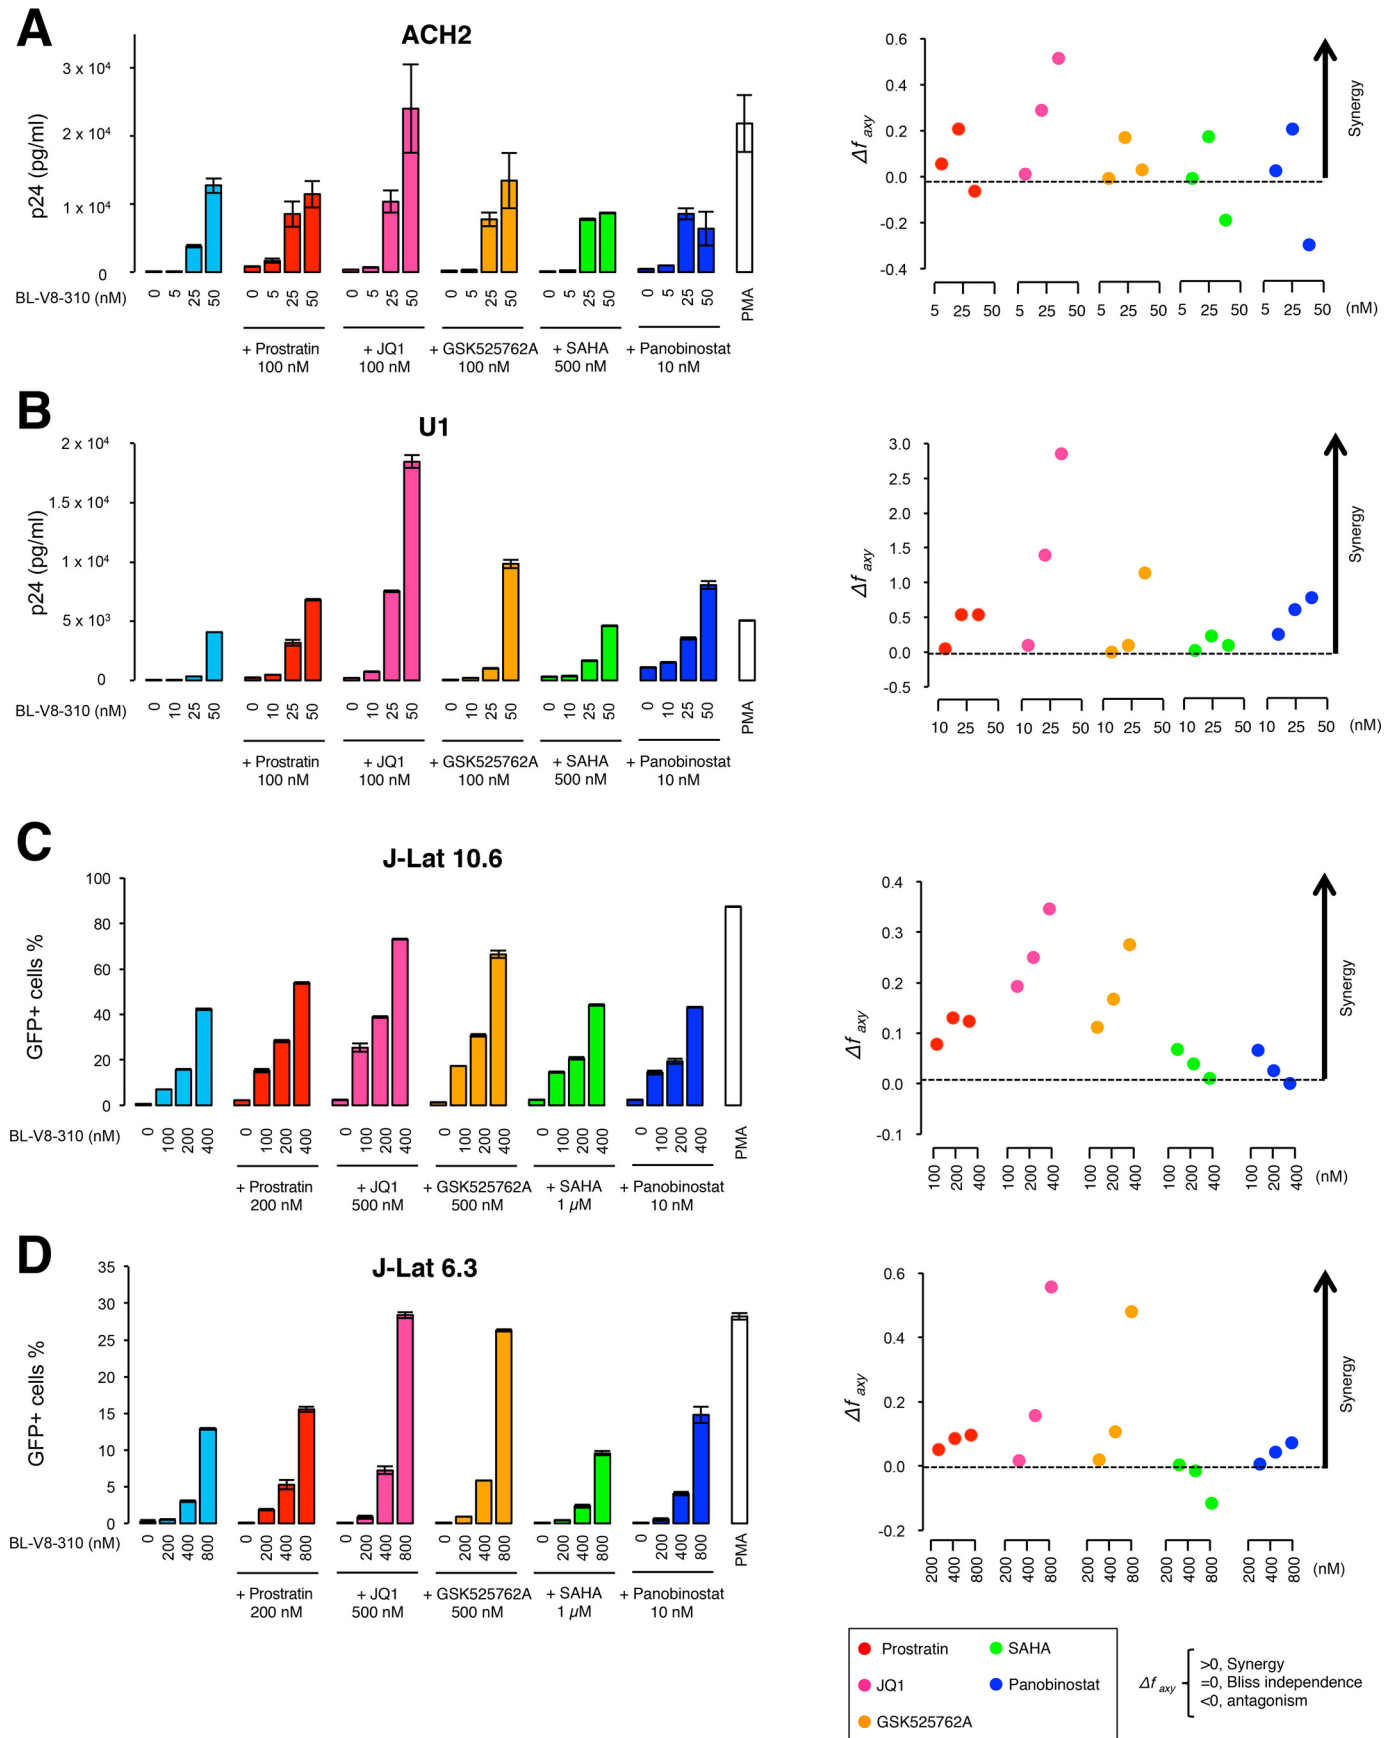 A
ACH2
p24 (pg/ml)
3 x 10⁴
2 x 10⁴
1 x 10⁴
0
BL-V8-310 (nM)
0 5 25 50 0 5 25 50 0 5 25 50 0 5 25 50 0 5 25 50 0 5 25 50 PMA
+ Prostratin + JQ1 + GSK525762A + SAHA + Panobinostat
100 nM 100 nM 100 nM 500 nM 10 nM
Δf axy
0.6
0.4
0.2
0.0
-0.2
-0.4
Synergy
5 25 50 5 25 50 5 25 50 5 25 50 5 25 50 (nM)
B
U1
p24 (pg/ml)
2 x 10⁴
1.5 x 10⁴
1 x 10⁴
5 x 10³
0
BL-V8-310 (nM)
0 10 25 50 0 10 25 50 0 10 25 50 0 10 25 50 0 10 25 50 0 10 25 50 PMA
+ Prostratin + JQ1 + GSK525762A + SAHA + Panobinostat
100 nM 100 nM 100 nM 500 nM 10 nM
Δf axy
3.0
2.5
2.0
1.5
1.0
0.5
0.0
-0.5
Synergy
10 25 50 10 25 50 10 25 50 10 25 50 10 25 50 (nM)
C
J-Lat 10.6
GFP+ cells %
100
80
60
40
20
0
BL-V8-310 (nM)
0 100 200 400 0 100 200 400 0 100 200 400 0 100 200 400 0 100 200 400 0 100 200 400 PMA
+ Prostratin + JQ1 + GSK525762A + SAHA + Panobinostat
200 nM 500 nM 500 nM 1 µM 10 nM
Δf axy
0.4
0.3
0.2
0.1
0.0
-0.1
Synergy
100 200 400 100 200 400 100 200 400 100 200 400 100 200 400 (nM)
D
J-Lat 6.3
GFP+ cells %
35
30
25
20
15
10
5
0
BL-V8-310 (nM)
0 200 400 800 0 200 400 800 0 200 400 800 0 200 400 800 0 200 400 800 0 200 400 800 PMA
+ Prostratin + JQ1 + GSK525762A + SAHA + Panobinostat
200 nM 500 nM 500 nM 1 µM 10 nM
Δf axy
0.6
0.4
0.2
0.0
-0.2
Synergy
200 400 800 200 400 800 200 400 800 200 400 800 200 400 800 (nM)
Prostratin SAHA
JQ1 Panobinostat
GSK525762A
Δf axy
>0, Synergy
=0, Bliss independence
<0, antagonism